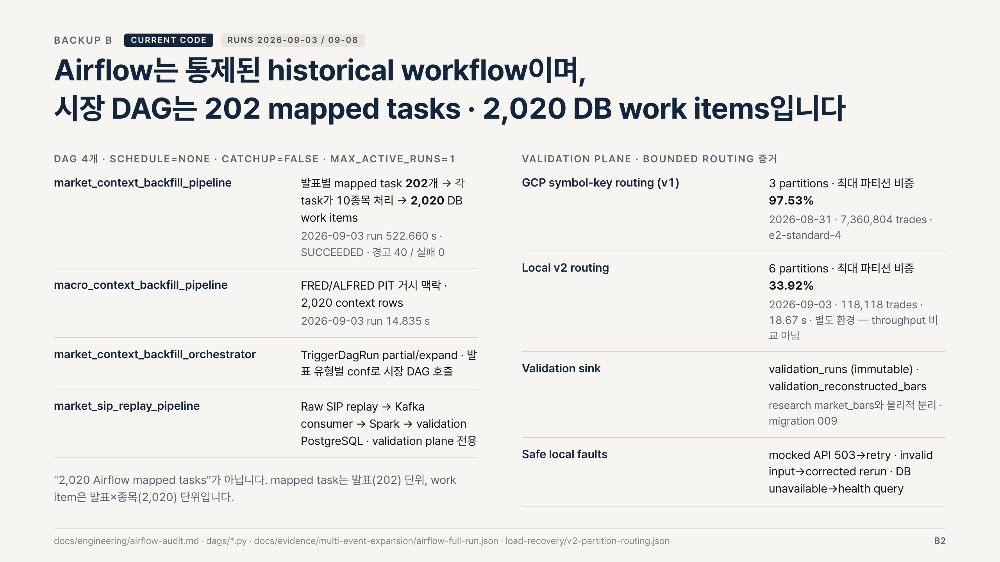 BACKUP B CURRENT CODE RUNS 2026-09-03 / 09-08
Airflow는 통제된 historical workflow이며,
시장 DAG는 202 mapped tasks · 2,020 DB work items입니다
DAG 4개 · SCHEDULE=NONE · CATCHUP=FALSE · MAX_ACTIVE_RUNS=1
market_context_backfill_pipeline
발표별 mapped task 202개 → 각
task가 10종목 처리 → 2,020 DB
work items
2026-09-03 run 522.660 s ·
SUCCEEDED · 경고 40 / 실패 0
macro_context_backfill_pipeline
FRED/ALFRED PIT 거시 맥락 ·
2,020 context rows
2026-09-03 run 14.835 s
market_context_backfill_orchestrator
TriggerDagRun partial/expand · 발
표 유형별 conf로 시장 DAG 호출
market_sip_replay_pipeline
Raw SIP replay → Kafka
consumer → Spark → validation
PostgreSQL · validation plane 전용
"2,020 Airflow mapped tasks"가 아닙니다. mapped task는 발표(202) 단위, work
item은 발표×종목(2,020) 단위입니다.
VALIDATION PLANE · BOUNDED ROUTING 증거
GCP symbol-key routing (v1)
3 partitions · 최대 파티션 비중
97.53%
2026-08-31 · 7,360,804 trades ·
e2-standard-4
Local v2 routing
6 partitions · 최대 파티션 비중
33.92%
2026-09-03 · 118,118 trades ·
18.67 s · 별도 환경 — throughput 비
교 아님
Validation sink
validation_runs (immutable) ·
validation_reconstructed_bars
research market_bars와 물리적 분리 ·
migration 009
Safe local faults
mocked API 503→retry · invalid
input→corrected rerun · DB
unavailable→health query
docs/engineering/airflow-audit.md · dags/*.py · docs/evidence/multi-event-expansion/airflow-full-run.json · load-recovery/v2-partition-routing.json
B2